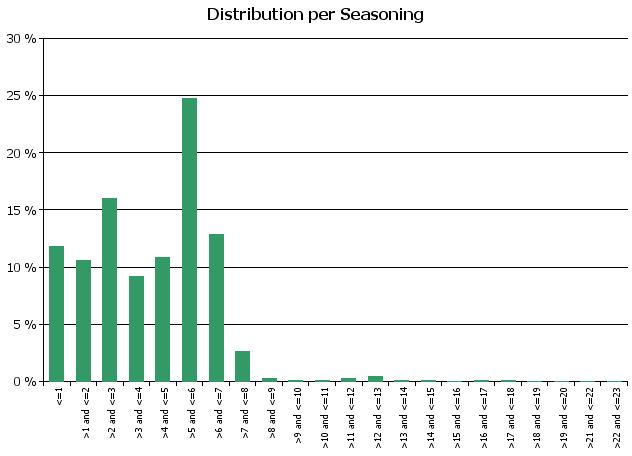 Distribution per Seasoning
30 %
25 %
20 %
15 %
10 %
5 %
0 %
<=1
>1 and <=2
>2 and <=3
>3 and <=4
>4 and <=5
>5 and <=6
>6 and <=7
>7 and <=8
>8 and <=9
>9 and <=10
>10 and <=11
>11 and <=12
>12 and <=13
>13 and <=14
>14 and <=15
>15 and <=16
>16 and <=17
>17 and <=18
>18 and <=19
>19 and <=20
>21 and <=22
>22 and <=23